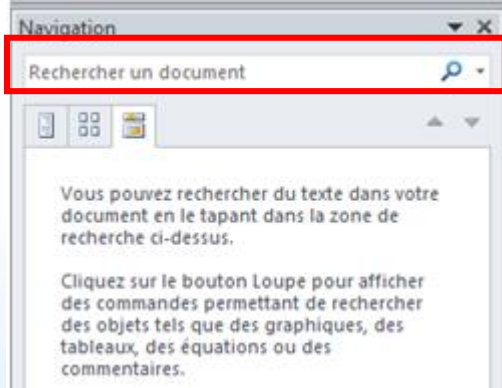 Navigation
Rechercher un document
Vous pouvez rechercher du texte dans votre
document en le tapant dans la zone de
recherche ci-dessus.
Cliquez sur le bouton Loupe pour afficher
des commandes permettant de rechercher
des objets tels que des graphiques, des
tableaux, des équations ou des
commentaires.